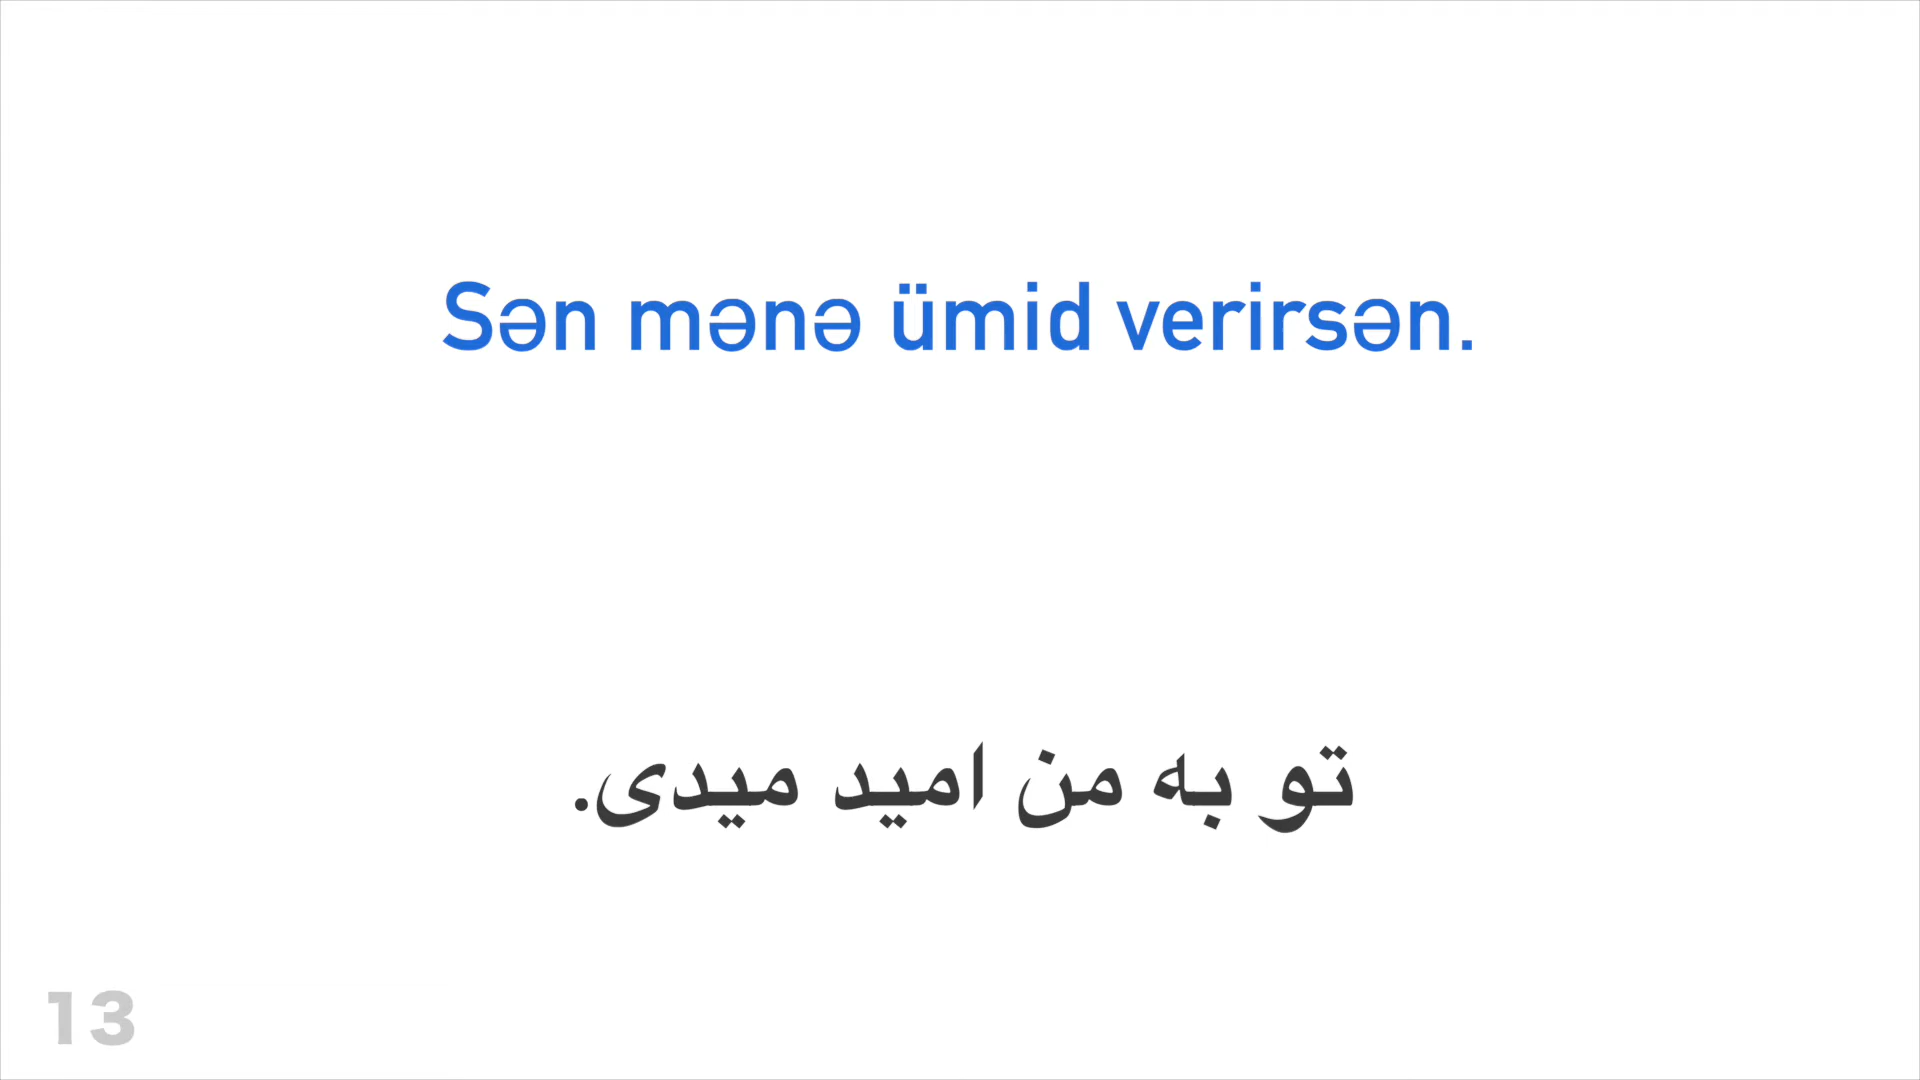 Sən mənə ümid verirsən.
تو به من امید میدی.
13